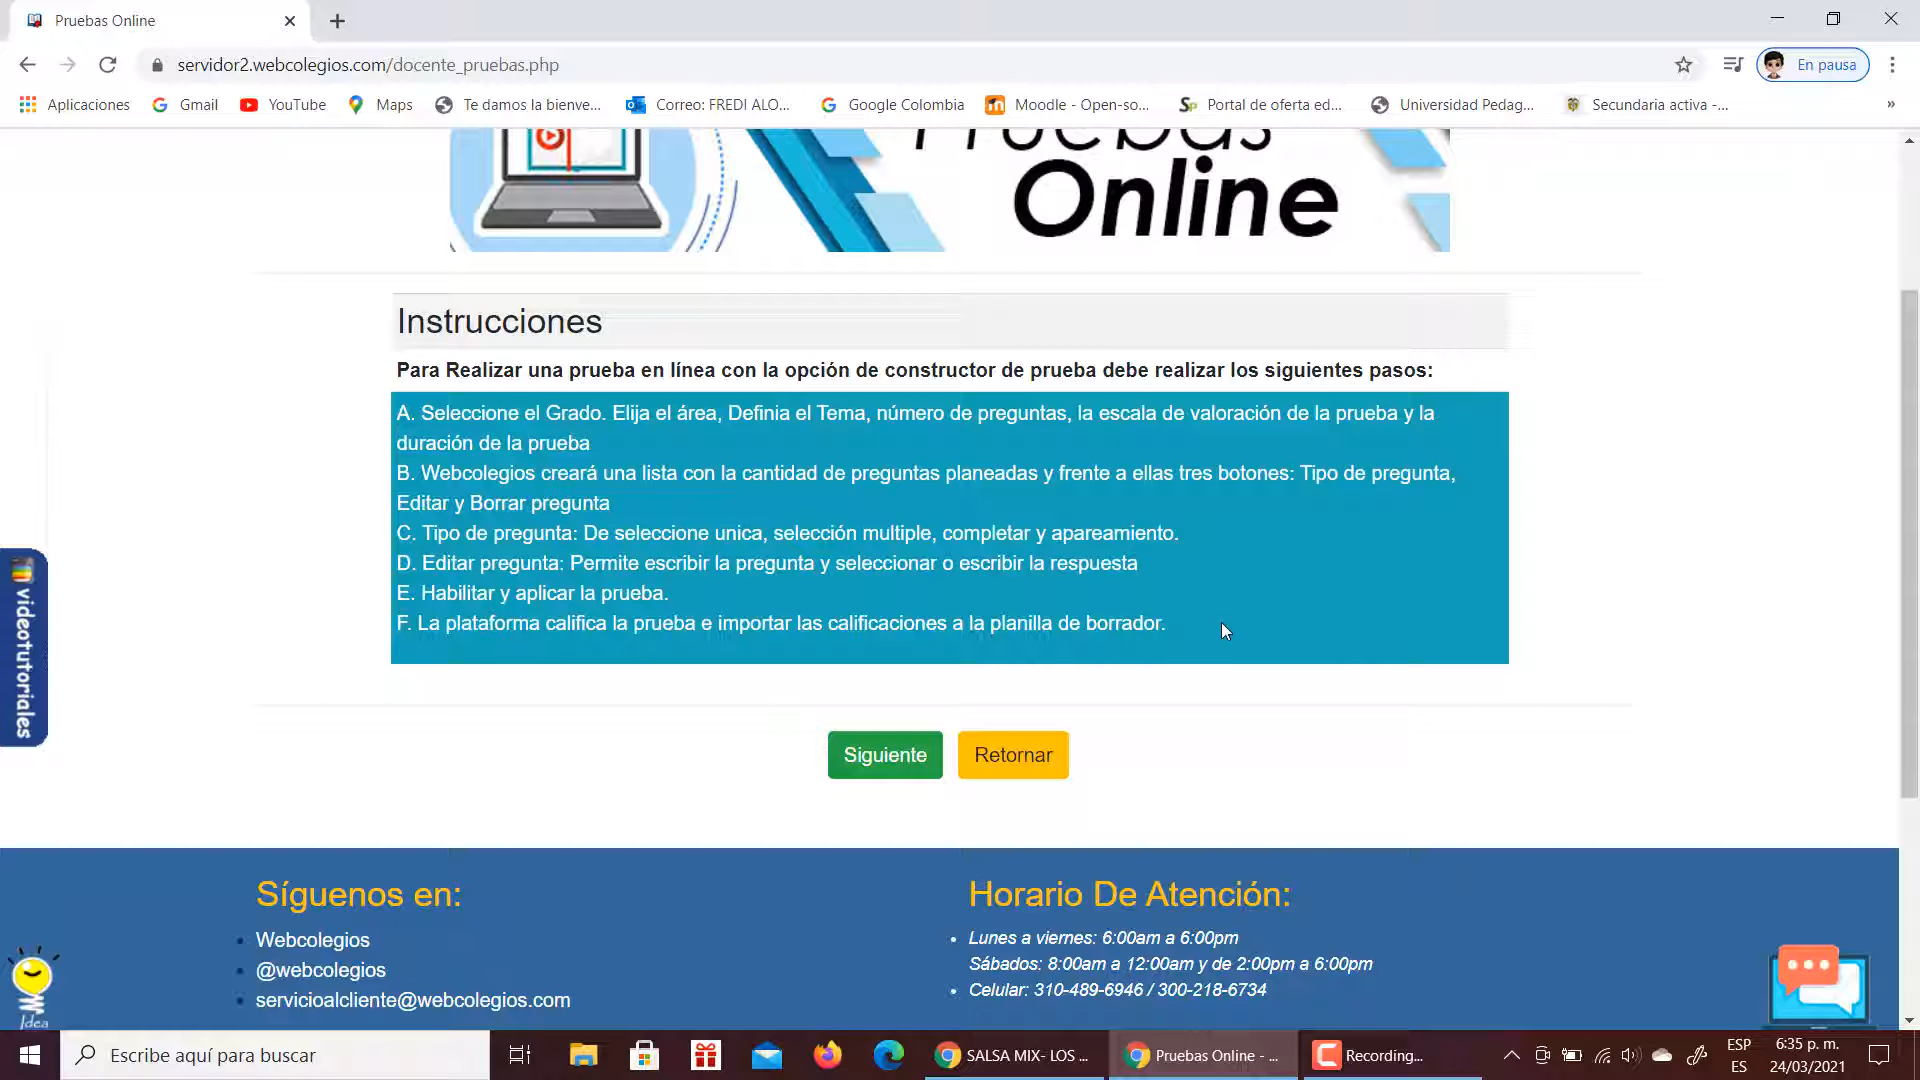 Pruebas Online
servidor2.webcolegios.com/docente_pruebas.php
En pausa
Aplicaciones
Gmail
YouTube
Maps
Te damos la bienve...
Correo: FREDI ALO...
Google Colombia
Moodle - Open-so...
Portal de oferta ed...
Universidad Pedag...
Secundaria activa -...
»
Pruebas
Online
Instrucciones
Para Realizar una prueba en línea con la opción de constructor de prueba debe realizar los siguientes pasos:
A. Seleccione el Grado. Elija el área, Definia el Tema, número de preguntas, la escala de valoración de la prueba y la
duración de la prueba
B. Webcolegios creará una lista con la cantidad de preguntas planeadas y frente a ellas tres botones: Tipo de pregunta,
Editar y Borrar pregunta
C. Tipo de pregunta: De seleccione unica, selección multiple, completar y apareamiento.
D. Editar pregunta: Permite escribir la pregunta y seleccionar o escribir la respuesta
E. Habilitar y aplicar la prueba.
F. La plataforma califica la prueba e importar las calificaciones a la planilla de borrador.
videotutoriales
Siguiente
Retornar
Síguenos en:
Webcolegios
@webcolegios
servicioalcliente@webcolegios.com
Horario De Atención:
Lunes a viernes: 6:00am a 6:00pm
Sábados: 8:00am a 12:00am y de 2:00pm a 6:00pm
Celular: 310-489-6946 / 300-218-6734
Idea
Escribe aquí para buscar
SALSA MIX- LOS ...
Pruebas Online - ...
Recording...
ESP
ES
6:35 p. m.
24/03/2021